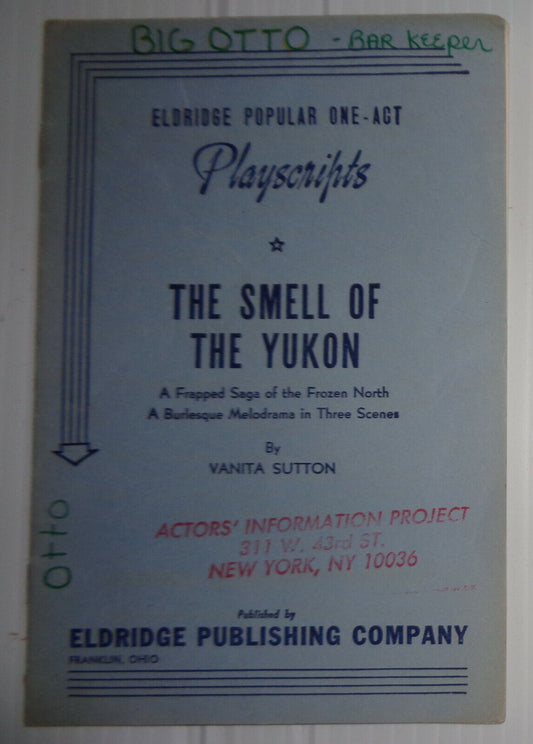 BIG OTTO - BAR KEEPER
ELDRIDGE POPULAR ONE-ACT
Playscripts
THE SMELL OF
THE YUKON
A Frapped Saga of the Frozen North
A Burlesque Melodrama in Three Scenes
By
VANITA SUTTON
OTTO
ACTORS' INFORMATION PROJECT
311 W. 43rd ST.
NEW YORK, NY 10036
Published by
ELDRIDGE PUBLISHING COMPANY
FRANKLIN, OHIO